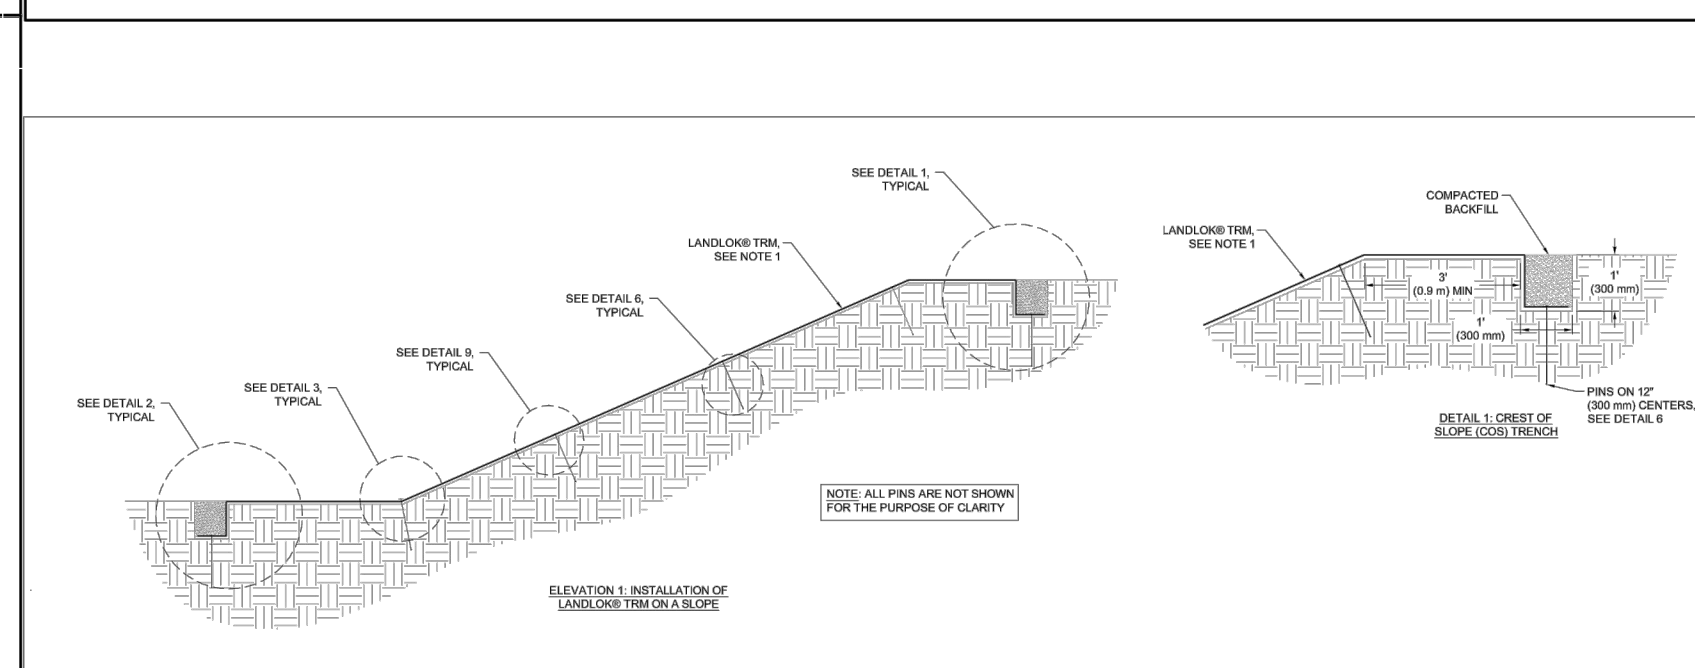 SEE DETAIL 1,
TYPICAL
LANDLOK® TRM,
SEE NOTE 1
SEE DETAIL 6,
TYPICAL
SEE DETAIL 9,
TYPICAL
SEE DETAIL 3,
TYPICAL
SEE DETAIL 2,
TYPICAL
NOTE: ALL PINS ARE NOT SHOWN
FOR THE PURPOSE OF CLARITY
ELEVATION 1: INSTALLATION OF
LANDLOK® TRM ON A SLOPE
COMPACTED
BACKFILL
LANDLOK® TRM,
SEE NOTE 1
3'
(0.9 m) MIN
1'
(300 mm)
1'
(300 mm)
PINS ON 12"
(300 mm) CENTERS,
SEE DETAIL 6
DETAIL 1: CREST OF
SLOPE (COS) TRENCH